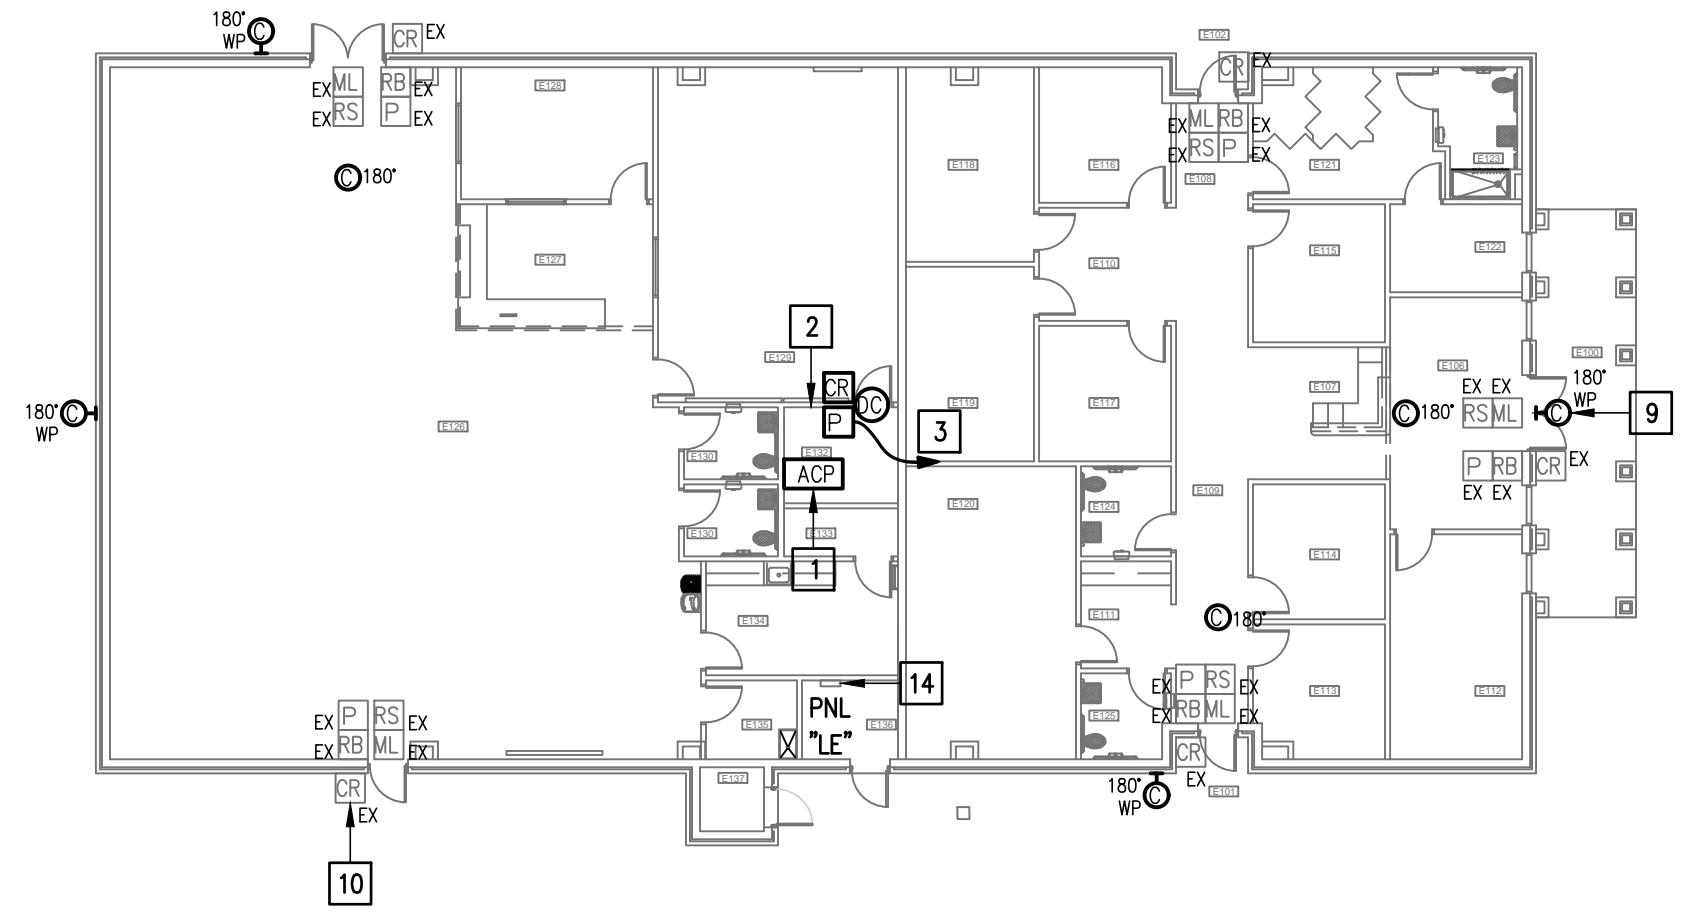 180°
WP
C
CR EX
E102
CR EX
EX ML RB EX
EX RS P EX
E128
EX ML RB EX
EX RS P EX
E118
E116
E108
E121
E123
C 180°
E127
E110
E115
E122
2
E129
E107
E106
E100
CR
DC
P
3
E119
E117
EX EX
RS ML
180°
WP
C
9
180°
WP
C
E126
C 180°
E130
E132
ACP
P RB CR EX
EX EX
E120
E109
E124
E130
E133
E114
1
E134
E111
C 180°
14
PNL
"LE"
E135
E136
E125
EX P RS EX
EX RB ML EX
E113
E112
EX P RS EX
EX RB ML EX
CR
EX
E101
E137
180°
WP
C
CR
EX
10